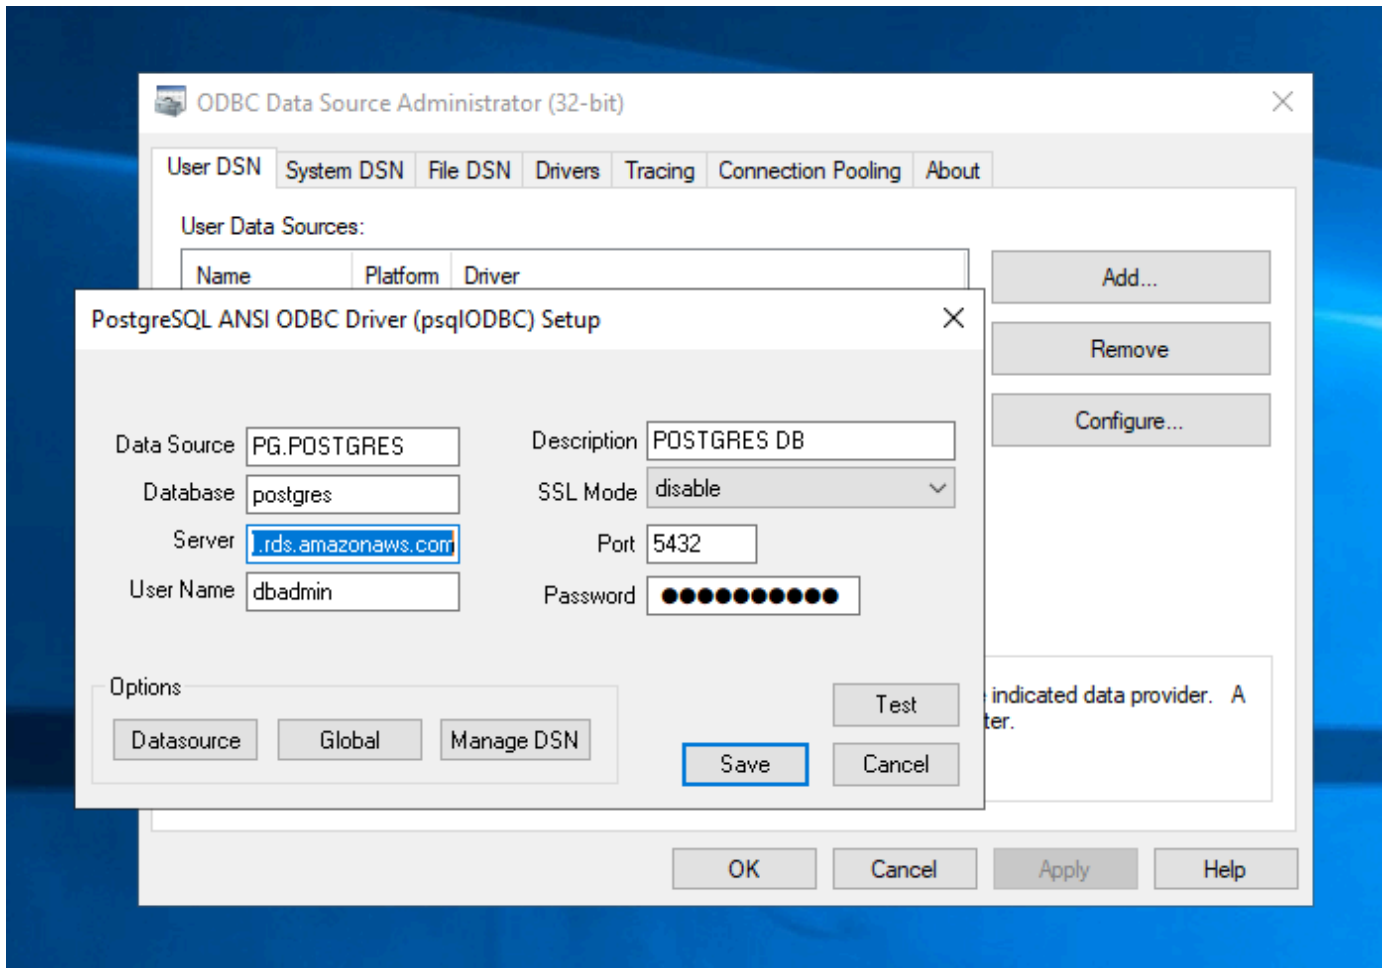 ODBC Data Source Administrator (32-bit)
User DSN System DSN File DSN Drivers Tracing Connection Pooling About
User Data Sources:
Name Platform Driver
Add...
Remove
Configure...
PostgreSQL ANSI ODBC Driver (psqlODBC) Setup
Data Source PG.POSTGRES Description POSTGRES DB
Database postgres SSL Mode disable
Server .rds.amazonaws.com Port 5432
User Name dbadmin Password ●●●●●●●●●●
Options
Datasource Global Manage DSN
Test
Save Cancel
indicated data provider. A
ter.
OK Cancel Apply Help